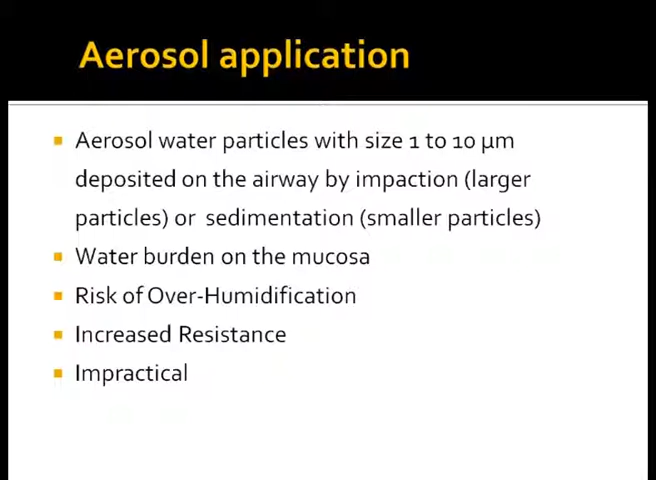 Aerosol application
Aerosol water particles with size 1 to 10 µm
deposited on the airway by impaction (larger
particles) or sedimentation (smaller particles)
Water burden on the mucosa
Risk of Over-Humidification
Increased Resistance
Impractical